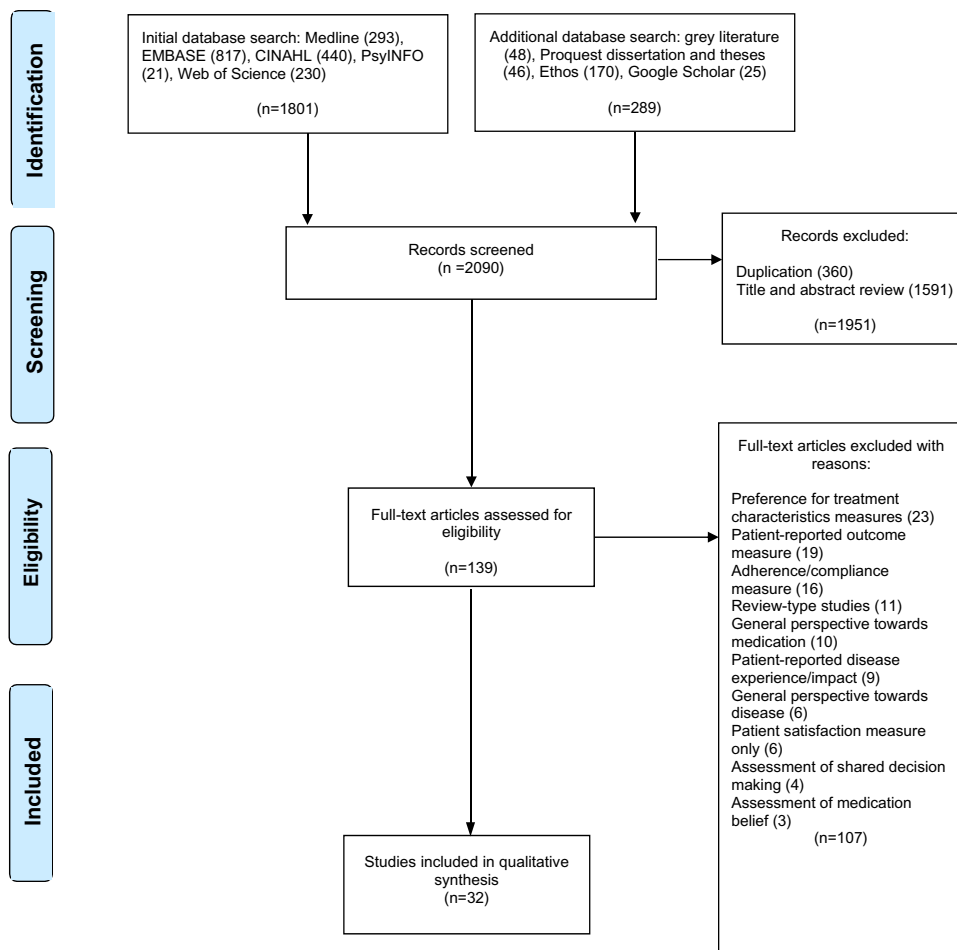 Identification
Initial database search: Medline (293),
EMBASE (817), CINAHL (440), PsyINFO
(21), Web of Science (230)
(n=1801)
Additional database search: grey literature
(48), Proquest dissertation and theses
(46), Ethos (170), Google Scholar (25)
(n=289)
Screening
Records screened
(n =2090)
Records excluded:
Duplication (360)
Title and abstract review (1591)
(n=1951)
Eligibility
Full-text articles assessed for
eligibility
(n=139)
Full-text articles excluded with
reasons:
Preference for treatment
characteristics measures (23)
Patient-reported outcome
measure (19)
Adherence/compliance
measure (16)
Review-type studies (11)
General perspective towards
medication (10)
Patient-reported disease
experience/impact (9)
General perspective towards
disease (6)
Patient satisfaction measure
only (6)
Assessment of shared decision
making (4)
Assessment of medication
belief (3)
(n=107)
Included
Studies included in qualitative
synthesis
(n=32)